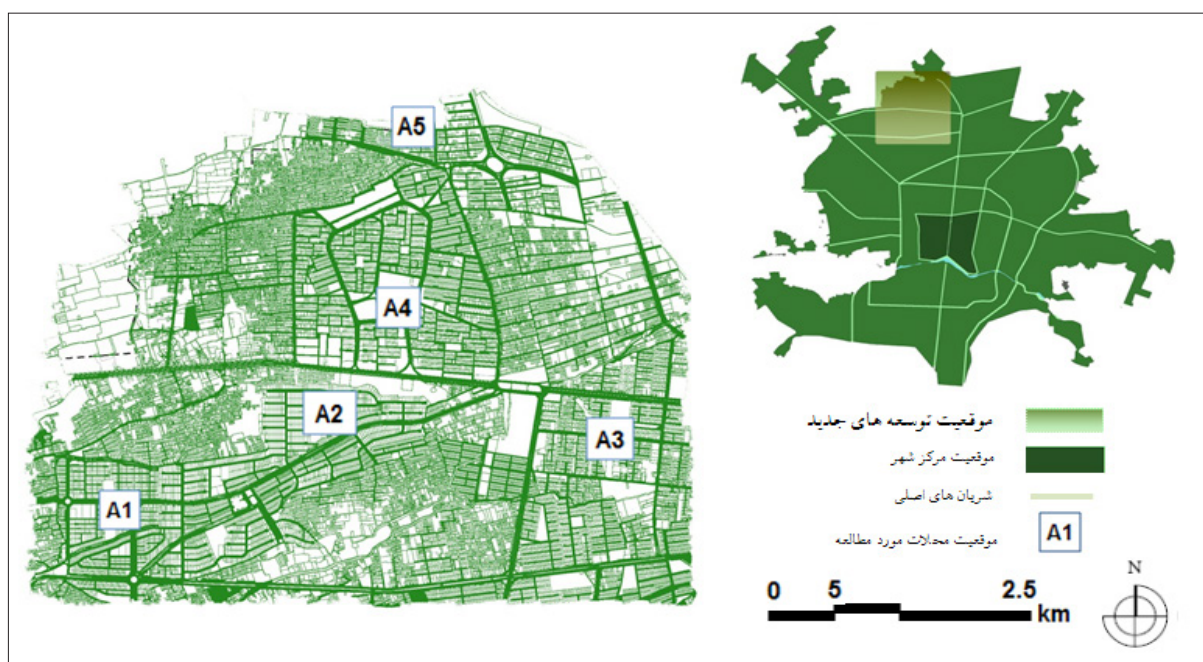 A5
A4
A2
A3
A1
موقعیت توسعه های جدید
موقعیت مرکز شهر
شریان های اصلی
موقعیت محلات مورد مطالعه
A1
N
0 5 2.5
km